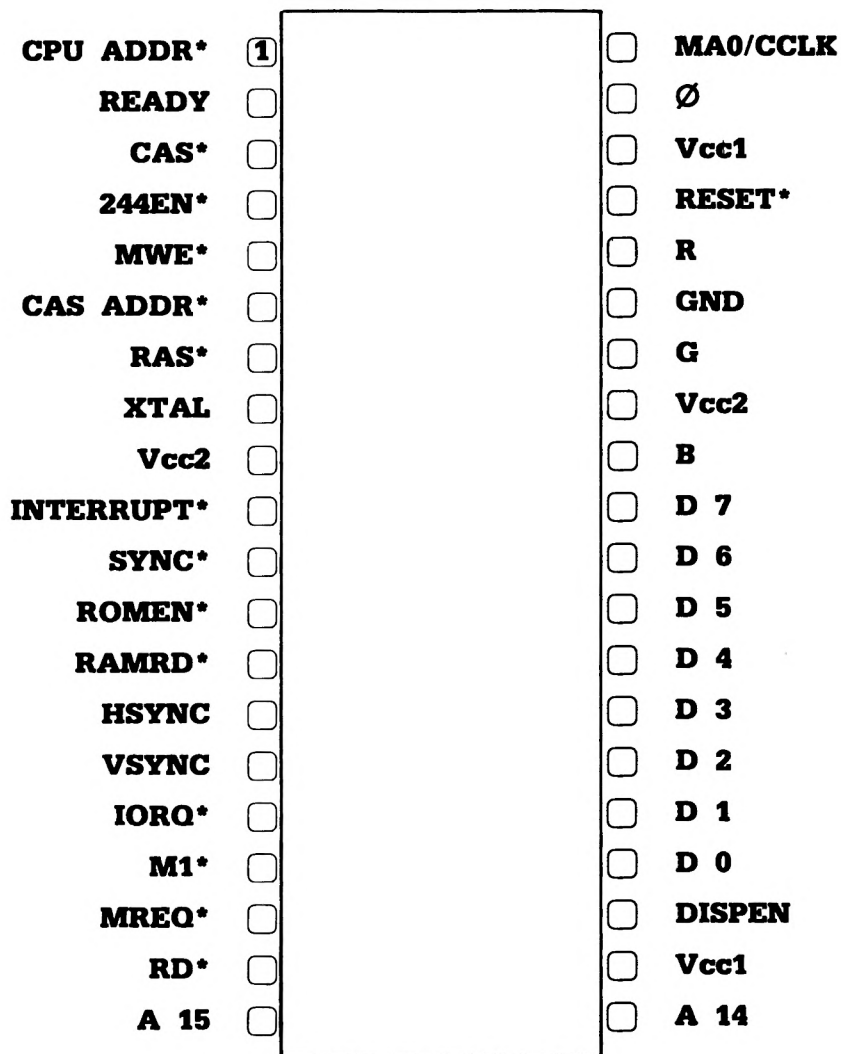 CPU ADDR* 1 MA0/CCLK
READY Ø
CAS* Vcc1
244EN* RESET*
MWE* R
CAS ADDR* GND
RAS* G
XTAL Vcc2
Vcc2 B
INTERRUPT* D 7
SYNC* D 6
ROMEN* D 5
RAMRD* D 4
HSYNC D 3
VSYNC D 2
IORQ* D 1
M1* D 0
MREQ* DISPEN
RD* Vcc1
A 15 A 14